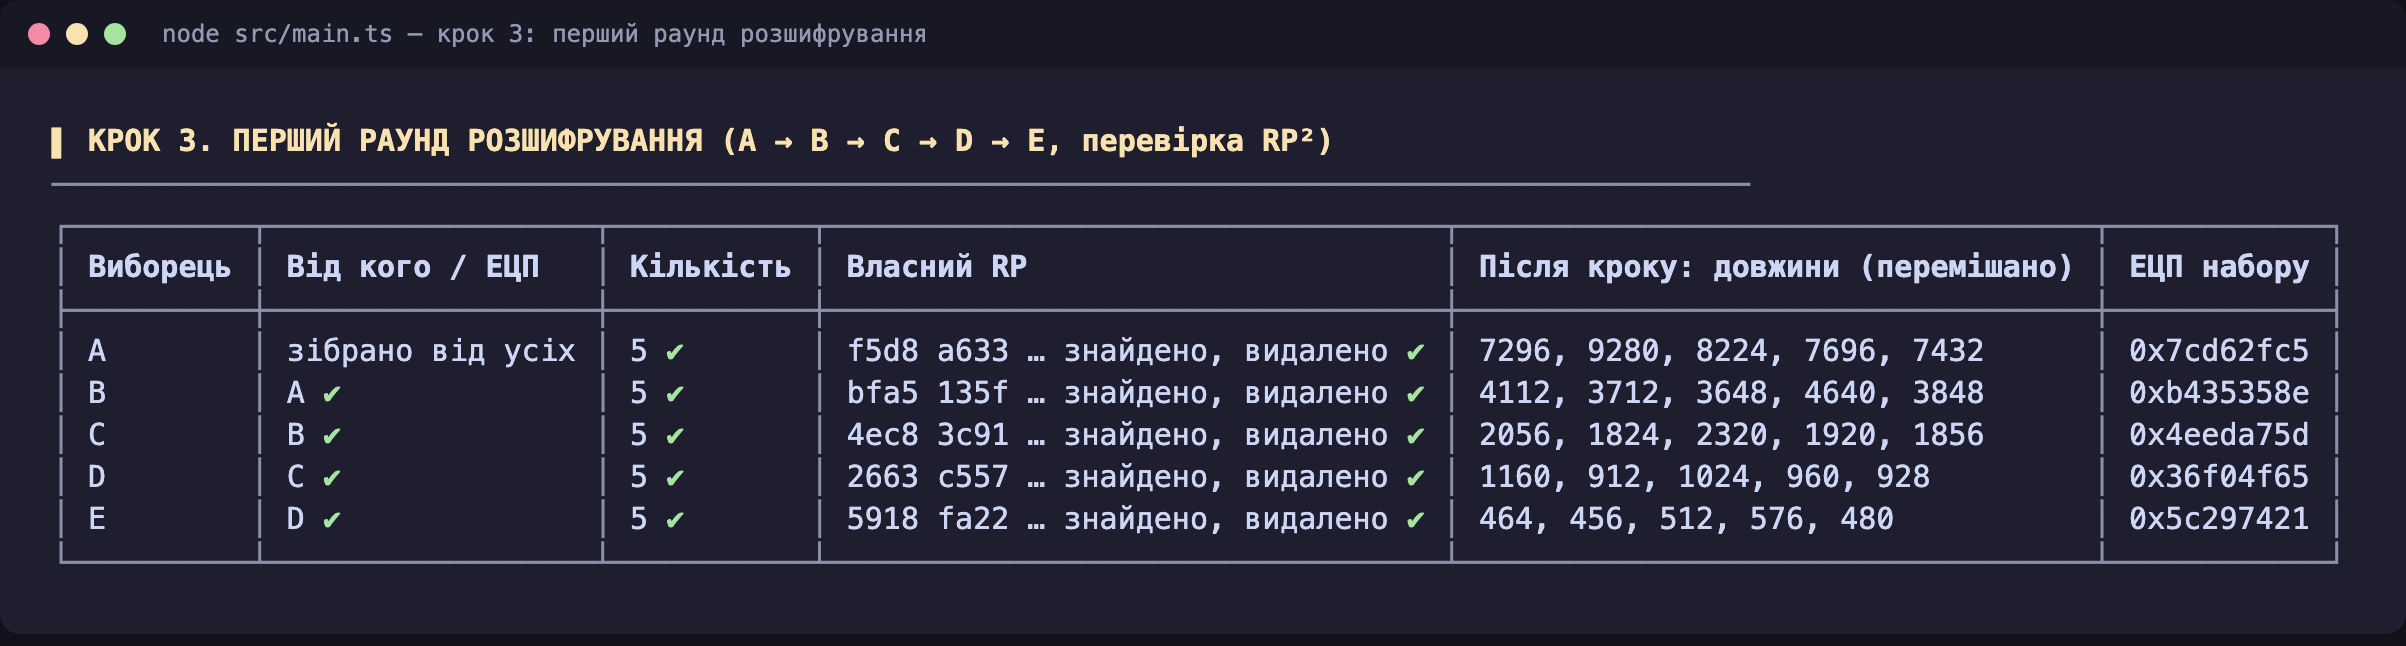 node src/main.ts — крок 3: перший раунд розшифрування
КРОК 3. ПЕРШИЙ РАУНД РОЗШИФРУВАННЯ (A → B → C → D → E, перевірка RP²)
Виборець Від кого / ЕЦП Кількість Власний RP Після кроку: довжини (перемішано) ЕЦП набору
A зібрано від усіх 5 ✔ f5d8 a633 … знайдено, видалено ✔ 7296, 9280, 8224, 7696, 7432 0x7cd62fc5
B A ✔ 5 ✔ bfa5 135f … знайдено, видалено ✔ 4112, 3712, 3648, 4640, 3848 0xb435358e
C B ✔ 5 ✔ 4ec8 3c91 … знайдено, видалено ✔ 2056, 1824, 2320, 1920, 1856 0x4eeda75d
D C ✔ 5 ✔ 2663 c557 … знайдено, видалено ✔ 1160, 912, 1024, 960, 928 0x36f04f65
E D ✔ 5 ✔ 5918 fa22 … знайдено, видалено ✔ 464, 456, 512, 576, 480 0x5c297421